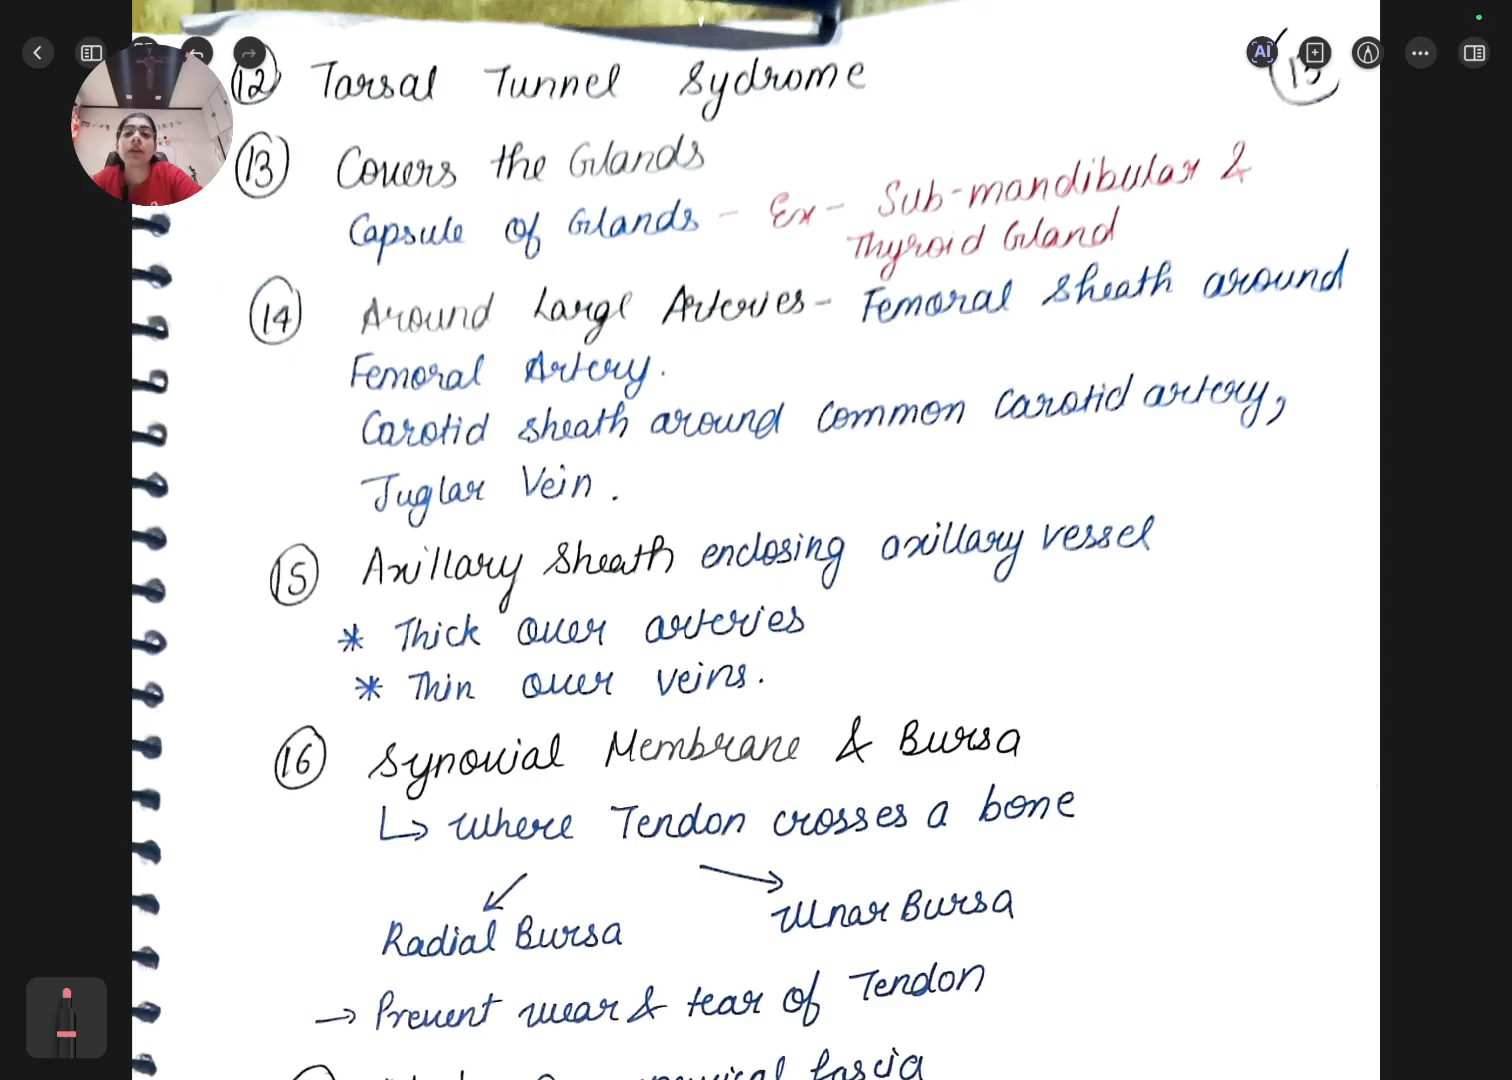 (12) Tarsal Tunnel Sydrome
(13) Covers the Glands
Capsule of Glands - Ex- Sub-mandibular &
Thyroid Gland
(14) Around Large Arteries- Femoral Sheath around
Femoral Artery.
Carotid sheath around common carotid artery,
Juglar Vein.
(15) Axillary Sheath enclosing axillary vessel
* Thick over arteries
* Thin over veins.
(16) Synovial Membrane & Bursa
↳ Where Tendon crosses a bone
Radial Bursa
Ulnar Bursa
→ Prevent wear & tear of Tendon
fascia
AI